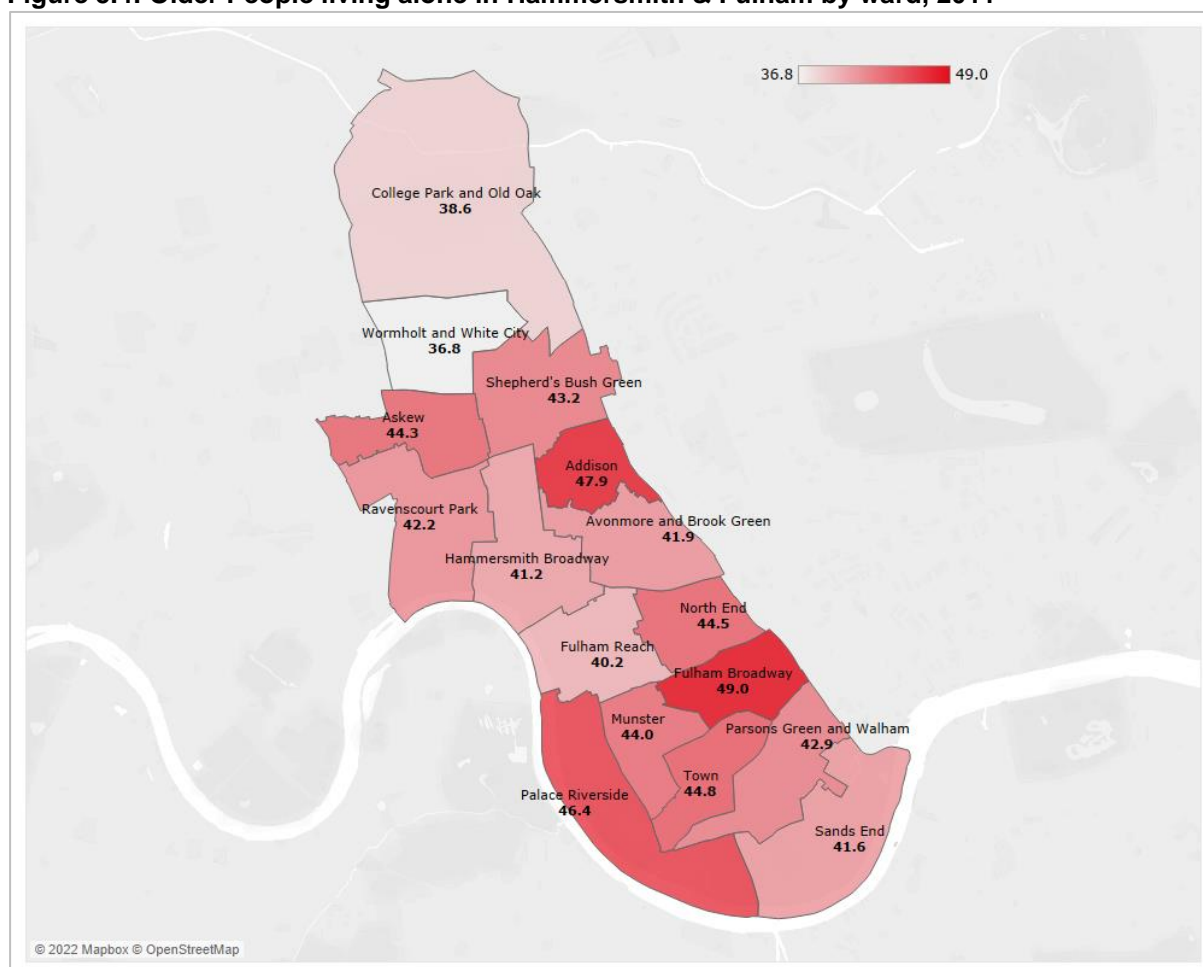 36.8 49.0
College Park and Old Oak
38.6
Wormholt and White City
36.8
Shepherd's Bush Green
43.2
Askew
44.3
Addison
47.9
Ravenscourt Park
42.2
Avonmore and Brook Green
41.9
Hammersmith Broadway
41.2
North End
44.5
Fulham Reach
40.2
Fulham Broadway
49.0
Munster
44.0
Parsons Green and Walham
42.9
Town
44.8
Palace Riverside
46.4
Sands End
41.6
© 2022 Mapbox © OpenStreetMap